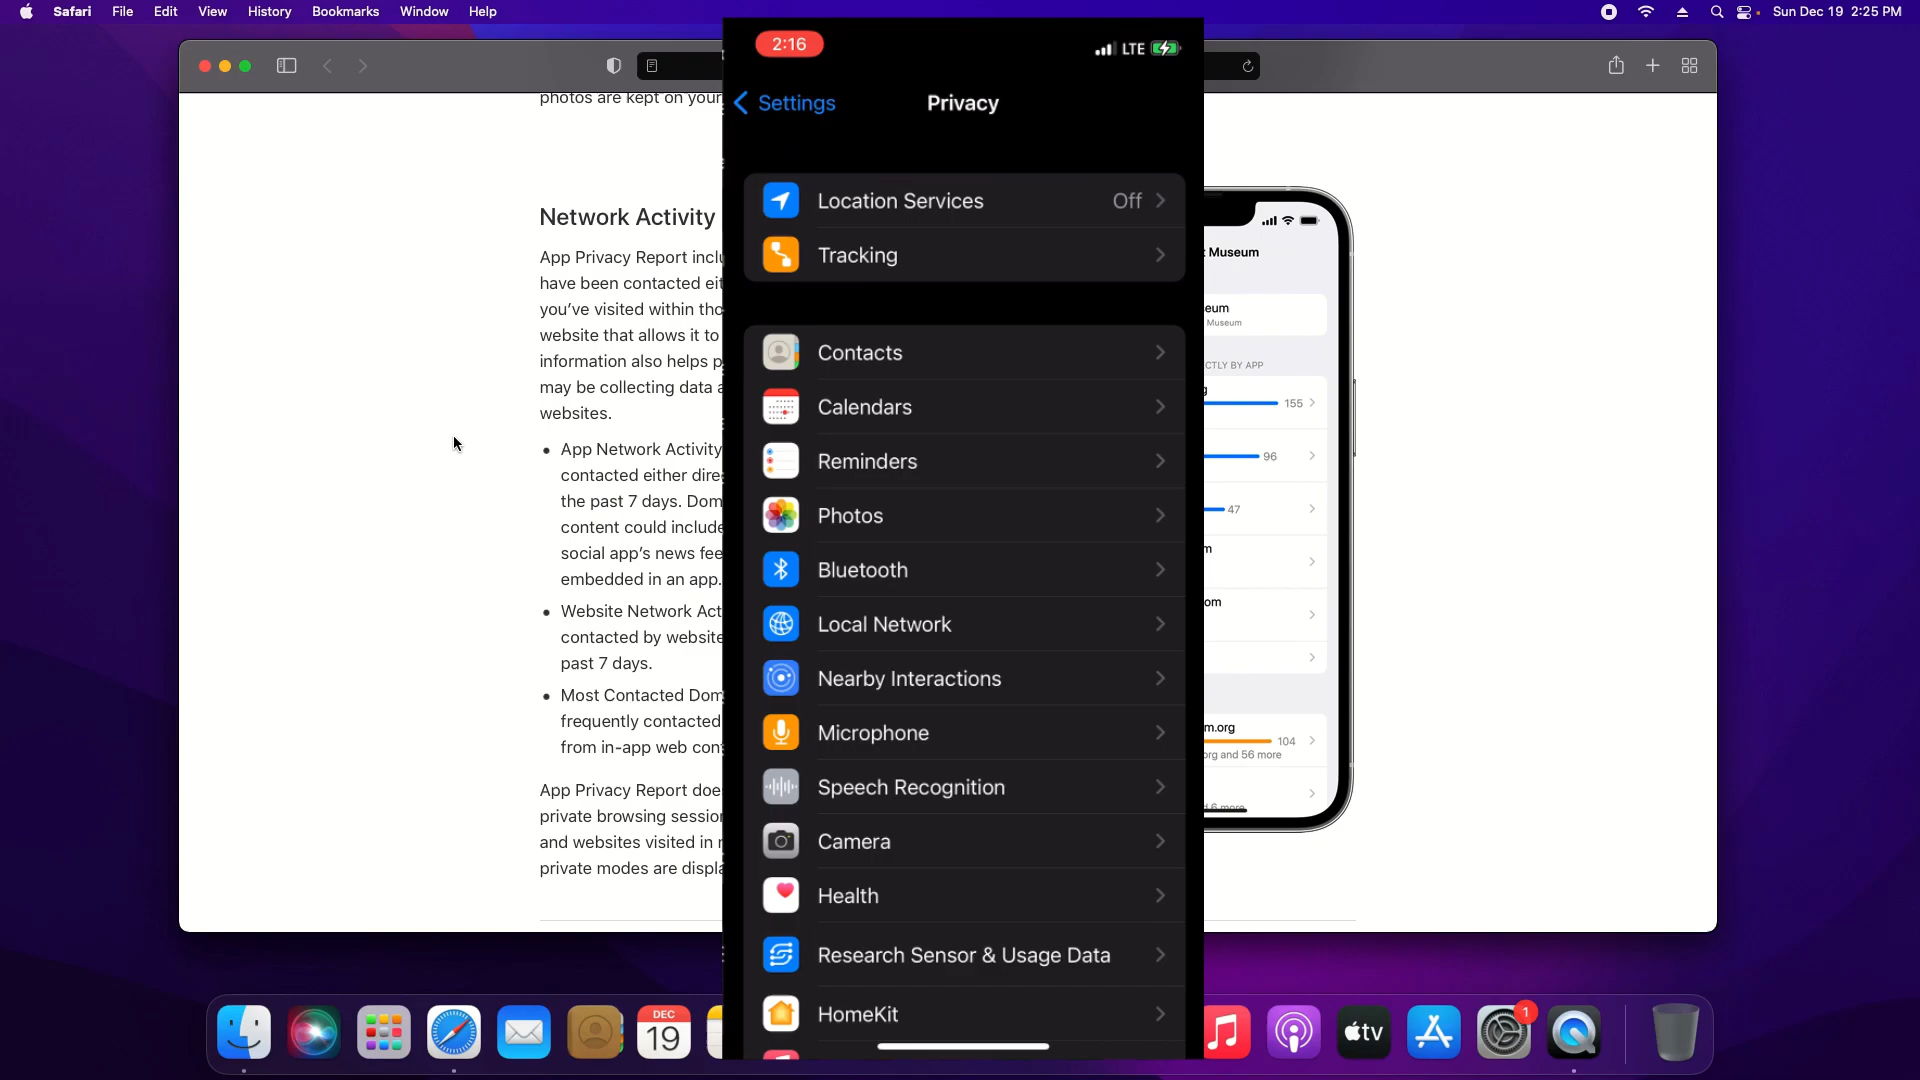 Safari File Edit View History Bookmarks Window Help
Sun Dec 19 2:25 PM
photos are kept on your
Network Activity
App Privacy Report inclu
have been contacted eit
you've visited within tho
website that allows it to
information also helps p
may be collecting data a
websites.
• App Network Activity
contacted either dire
the past 7 days. Dom
content could include
social app's news fee
embedded in an app.
• Website Network Act
contacted by website
past 7 days.
• Most Contacted Dom
frequently contacted
from in-app web con
App Privacy Report doe
private browsing session
and websites visited in
private modes are displa
2:16
LTE
Settings
Privacy
Location Services Off
Tracking
Contacts
Calendars
Reminders
Photos
Bluetooth
Local Network
Nearby Interactions
Microphone
Speech Recognition
Camera
Health
Research Sensor & Usage Data
HomeKit
Museum
eum
Museum
CTLY BY APP
155
96
47
m
om
m.org
104
org and 56 more
6 more
DEC
19
tv
1